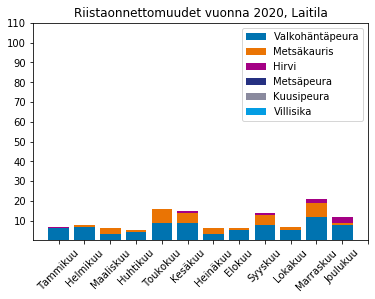 Riistaonnettomuudet vuonna 2020, Laitila
110
100
90
80
70
60
50
40
30
20
10
Valkohäntäpeura
Metsäkauris
Hirvi
Metsäpeura
Kuusipeura
Villisika
Tammikuu
Helmikuu
Maaliskuu
Huhtikuu
Toukokuu
Kesäkuu
Heinäkuu
Elokuu
Syyskuu
Lokakuu
Marraskuu
Joulukuu